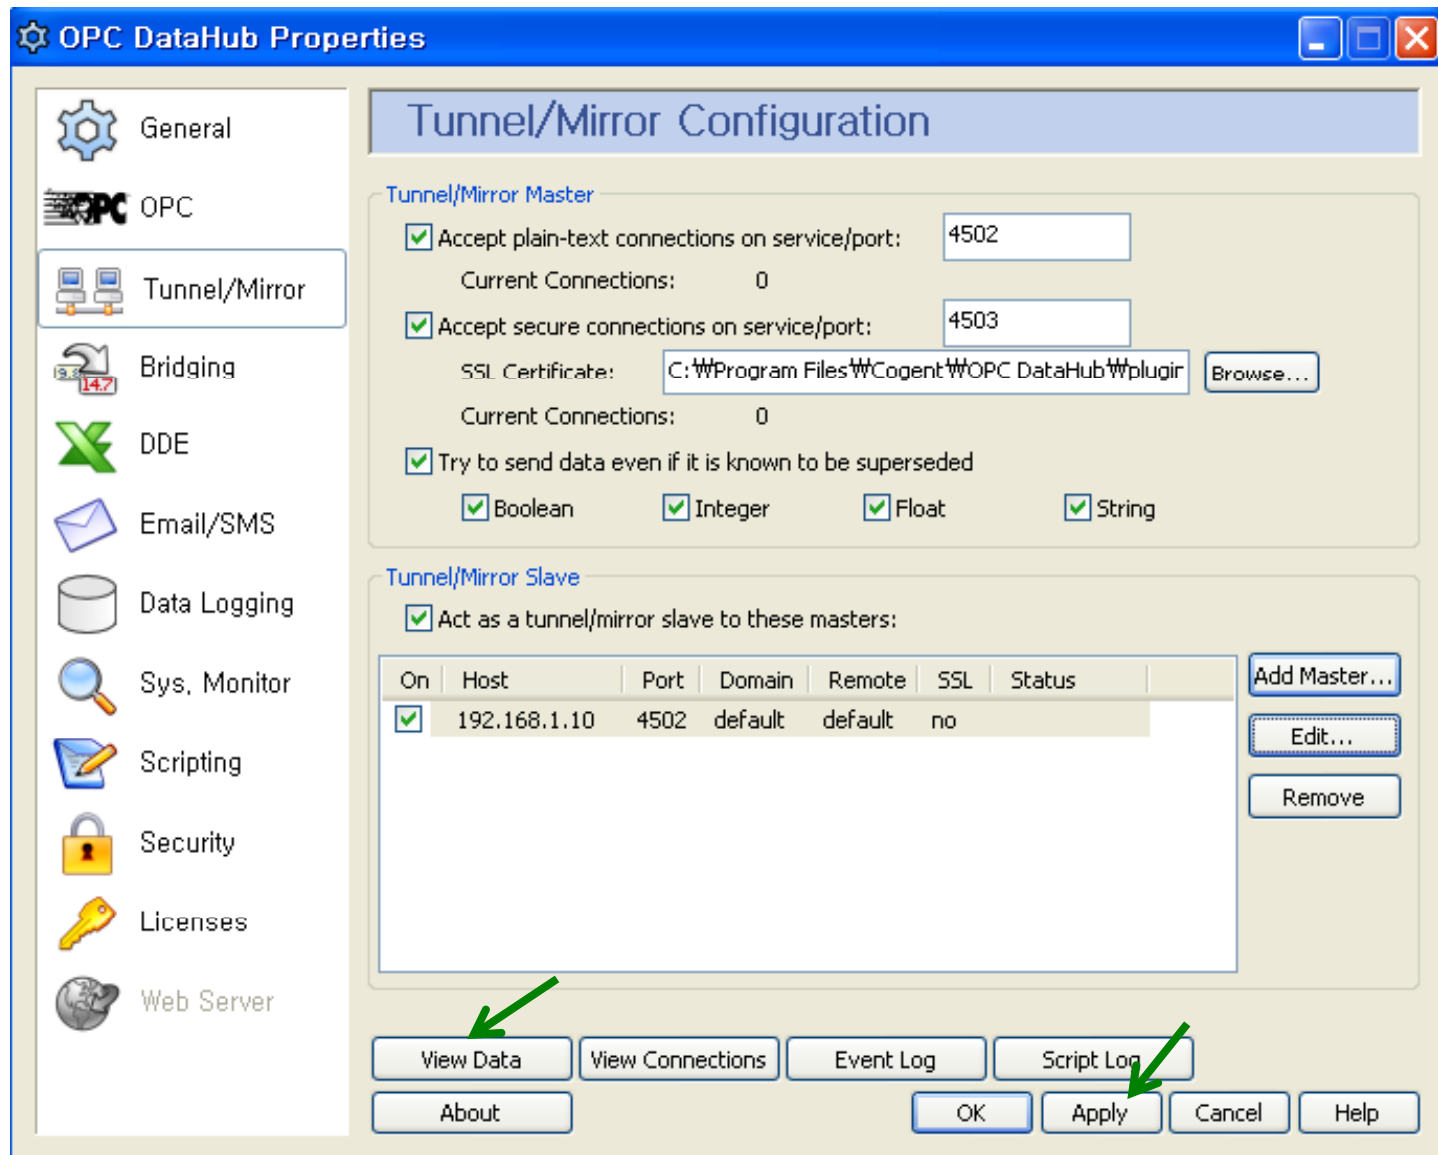 OPC DataHub Properties
General
OPC
OPC
Tunnel/Mirror
Bridging
9.8
14.7
DDE
Email/SMS
Data Logging
Sys. Monitor
Scripting
Security
Licenses
Web Server
Tunnel/Mirror Configuration
Tunnel/Mirror Master
Accept plain-text connections on service/port: 4502
Current Connections: 0
Accept secure connections on service/port: 4503
SSL Certificate: C:₩Program Files₩Cogent₩OPC DataHub₩plugin Browse...
Current Connections: 0
Try to send data even if it is known to be superseded
Boolean Integer Float String
Tunnel/Mirror Slave
Act as a tunnel/mirror slave to these masters:
On Host Port Domain Remote SSL Status
192.168.1.10 4502 default default no
Add Master...
Edit...
Remove
View Data View Connections Event Log Script Log
About OK Apply Cancel Help